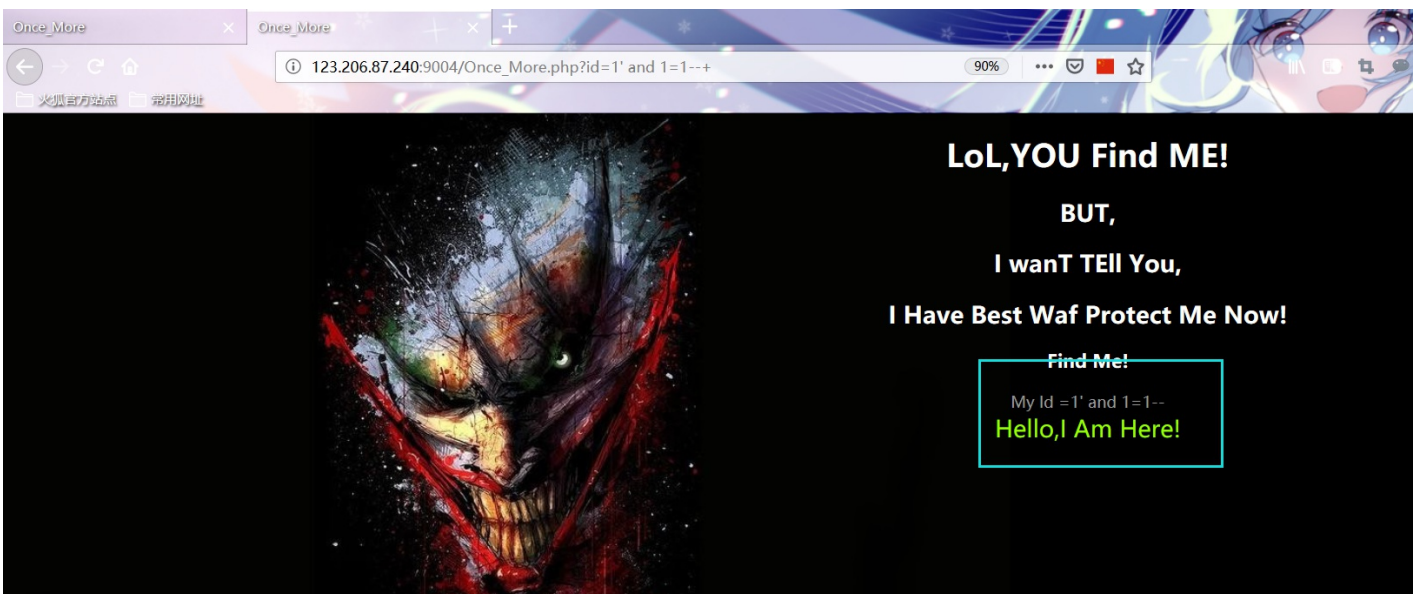 Once_More
Once_More
123.206.87.240:9004/Once_More.php?id=1' and 1=1--+
90%
火狐官方站点 常用网址
LoL,YOU Find ME!
BUT,
I wanT TEll You,
I Have Best Waf Protect Me Now!
Find Me!
My Id =1' and 1=1--
Hello,I Am Here!